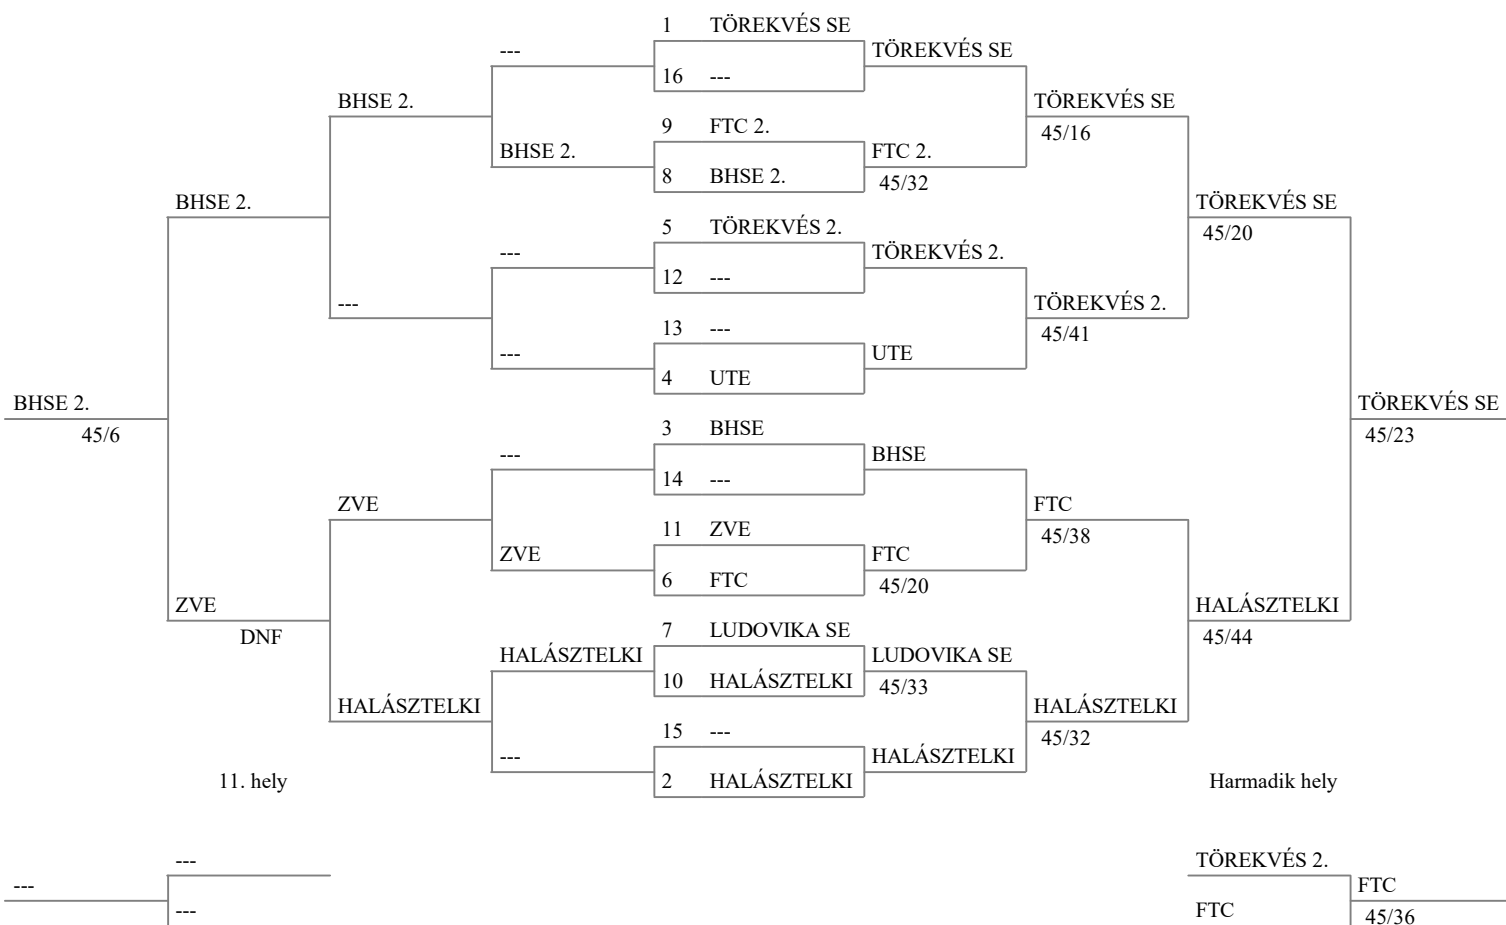 1 TÖREKVÉS SE
--- TÖREKVÉS SE
16 ---
BHSE 2. TÖREKVÉS SE
9 FTC 2. 45/16
BHSE 2. FTC 2.
8 BHSE 2. 45/32
BHSE 2. TÖREKVÉS SE
5 TÖREKVÉS 2. 45/20
--- TÖREKVÉS 2.
12 ---
--- TÖREKVÉS 2.
13 --- 45/41
--- UTE
4 UTE
BHSE 2. TÖREKVÉS SE
45/6 3 BHSE 45/23
--- BHSE
14 ---
ZVE FTC
11 ZVE 45/38
ZVE FTC
6 FTC 45/20
ZVE HALÁSZTELKI
DNF 7 LUDOVIKA SE 45/44
HALÁSZTELKI LUDOVIKA SE
10 HALÁSZTELKI 45/33
HALÁSZTELKI HALÁSZTELKI
15 --- 45/32
--- HALÁSZTELKI
11. hely 2 HALÁSZTELKI Harmadik hely
--- TÖREKVÉS 2.
--- FTC
--- FTC 45/36